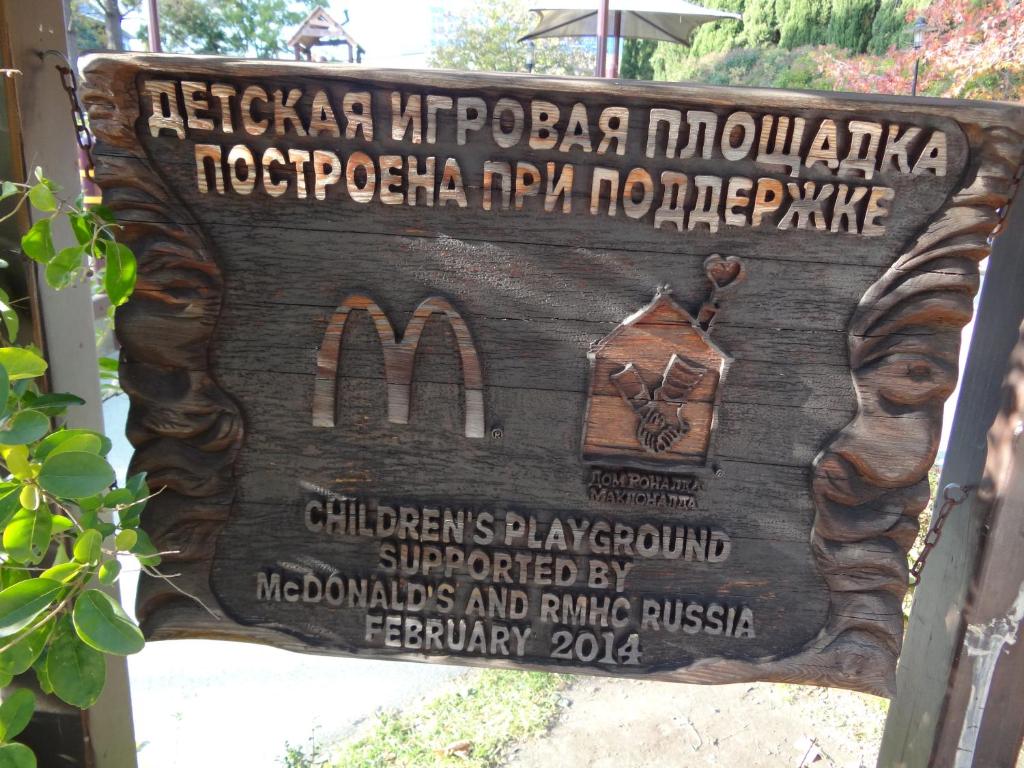 ДЕТСКАЯ ИГРОВАЯ ПЛОЩАДКА
ПОСТРОЕНА ПРИ ПОДДЕРЖКЕ
M ®
ДОМ РОНАЛДА
МАКДОНАЛДА
CHILDREN'S PLAYGROUND
SUPPORTED BY
McDONALD'S AND RMHC RUSSIA
FEBRUARY 2014